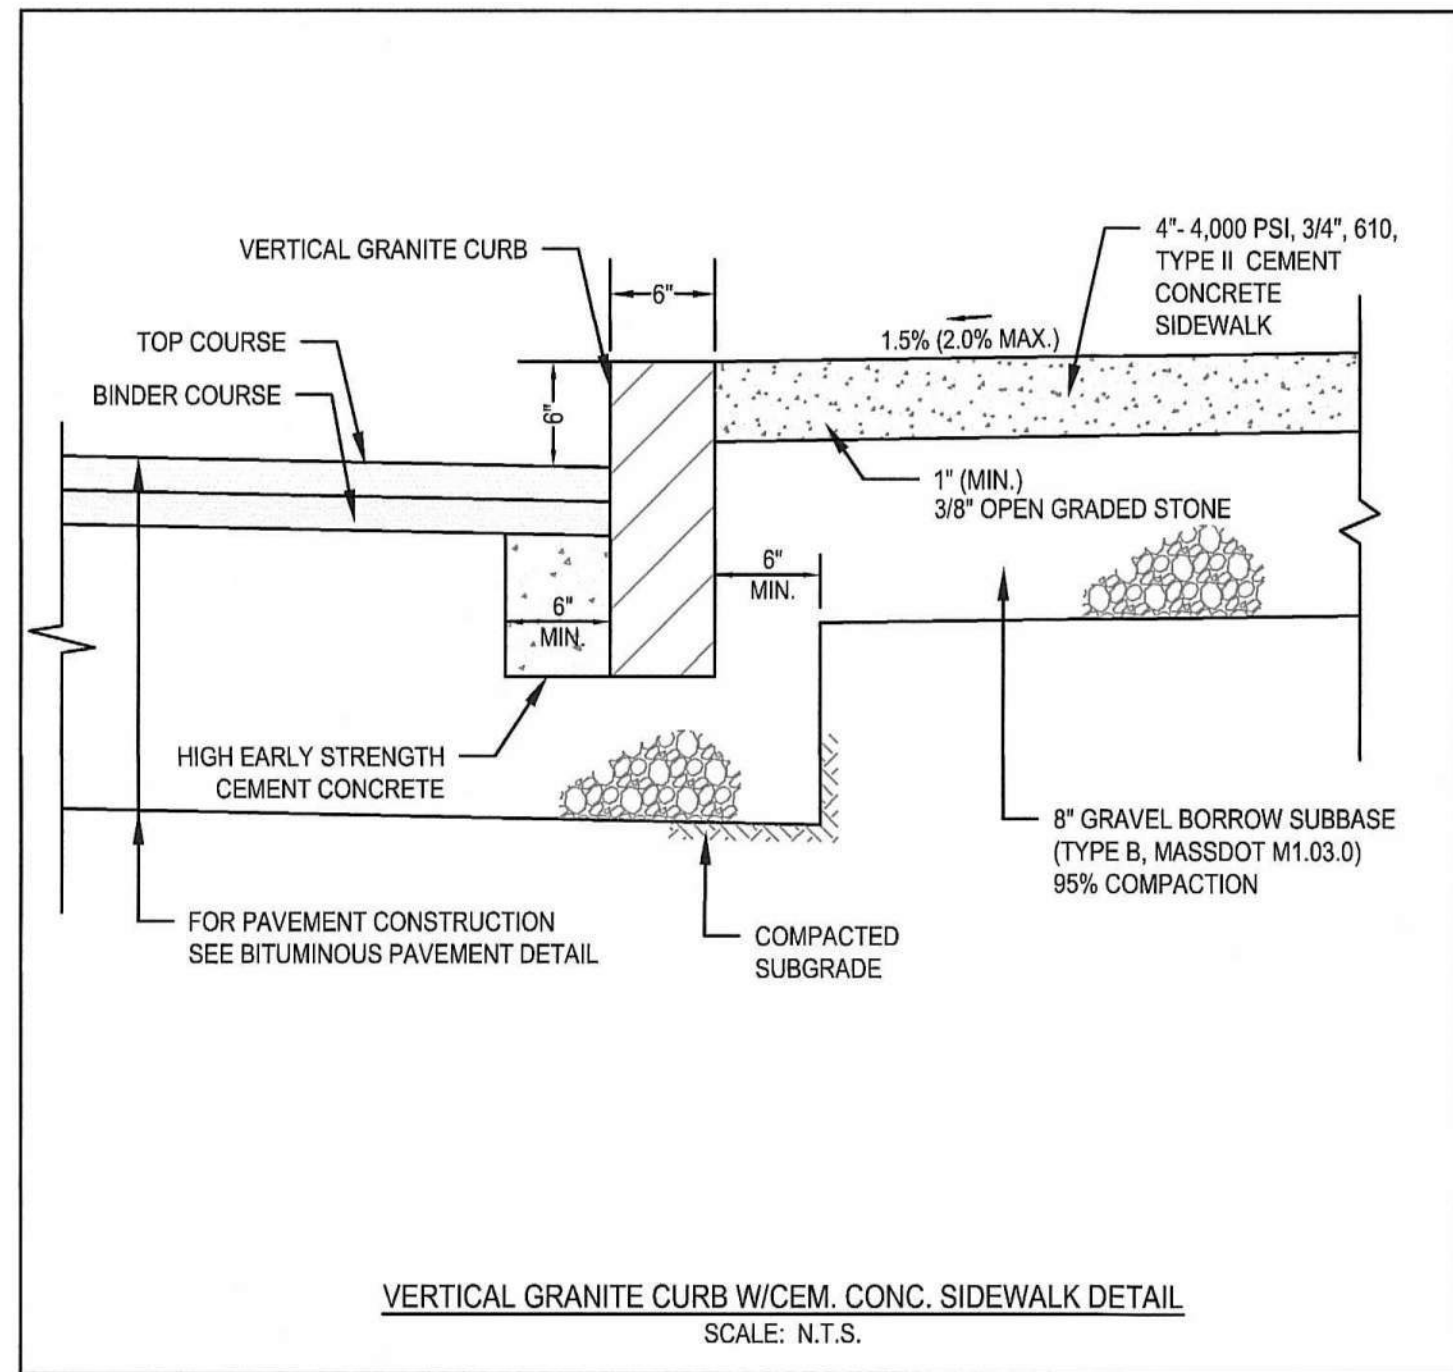 VERTICAL GRANITE CURB
6"
4"- 4,000 PSI, 3/4", 610,
TYPE II CEMENT
CONCRETE
SIDEWALK
1.5% (2.0% MAX.)
TOP COURSE
BINDER COURSE
6"
1" (MIN.)
3/8" OPEN GRADED STONE
6"
MIN.
6"
MIN.
HIGH EARLY STRENGTH
CEMENT CONCRETE
8" GRAVEL BORROW SUBBASE
(TYPE B, MASSDOT M1.03.0)
95% COMPACTION
FOR PAVEMENT CONSTRUCTION
SEE BITUMINOUS PAVEMENT DETAIL
COMPACTED
SUBGRADE
VERTICAL GRANITE CURB W/CEM. CONC. SIDEWALK DETAIL
SCALE: N.T.S.